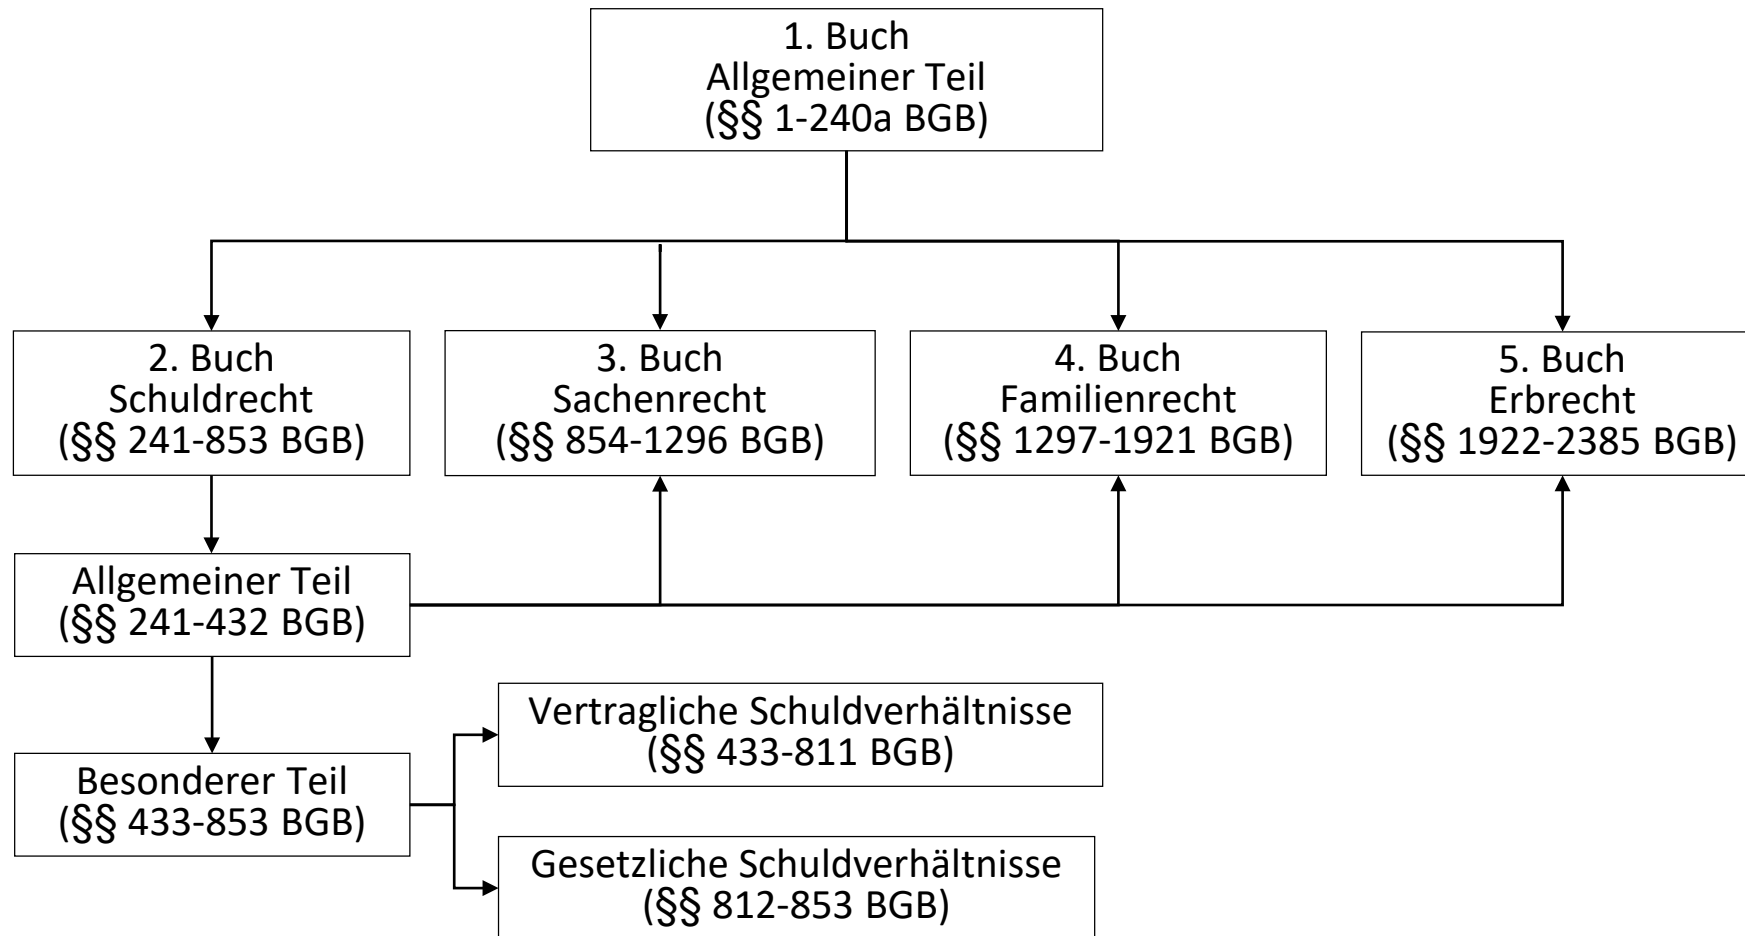 1. Buch
Allgemeiner Teil
(§§ 1-240a BGB)
2. Buch
Schuldrecht
(§§ 241-853 BGB)
3. Buch
Sachenrecht
(§§ 854-1296 BGB)
4. Buch
Familienrecht
(§§ 1297-1921 BGB)
5. Buch
Erbrecht
(§§ 1922-2385 BGB)
Allgemeiner Teil
(§§ 241-432 BGB)
Besonderer Teil
(§§ 433-853 BGB)
Vertragliche Schuldverhältnisse
(§§ 433-811 BGB)
Gesetzliche Schuldverhältnisse
(§§ 812-853 BGB)